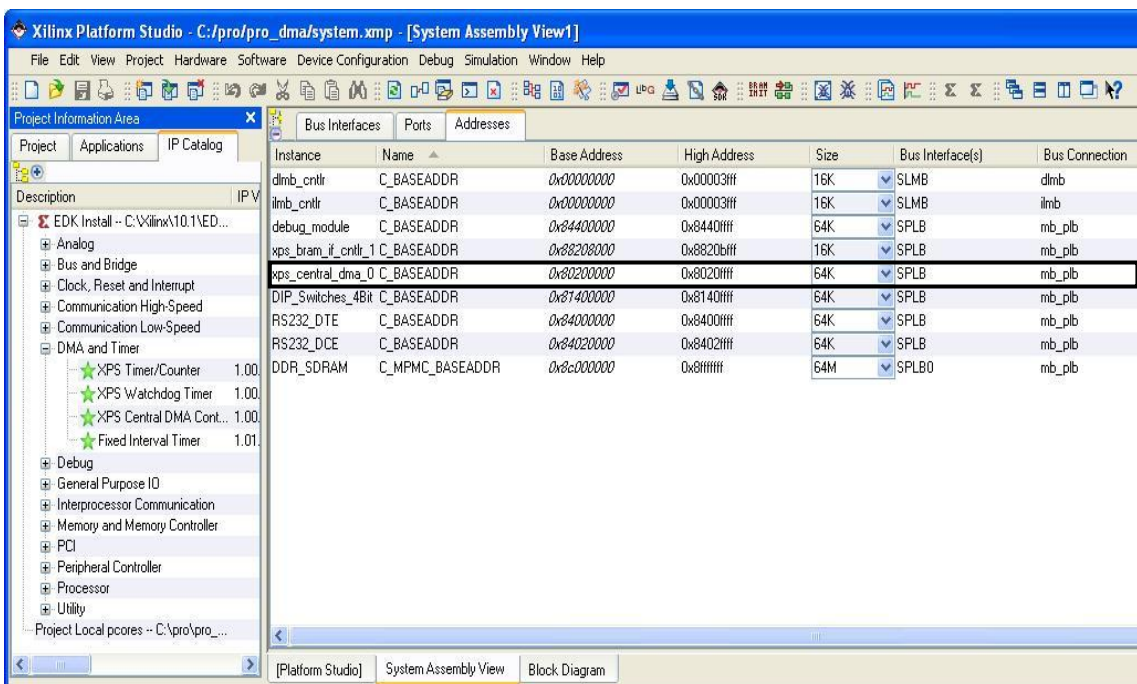 Xilinx Platform Studio - C:/pro/pro_dma/system.xmp - [System Assembly View1]
File Edit View Project Hardware Software Device Configuration Debug Simulation Window Help
Project Information Area
Project Applications IP Catalog
Description IP V
EDK Install -- C:\Xilinx\10.1\ED...
Analog
Bus and Bridge
Clock, Reset and Interrupt
Communication High-Speed
Communication Low-Speed
DMA and Timer
XPS Timer/Counter 1.00.
XPS Watchdog Timer 1.00.
XPS Central DMA Cont... 1.00.
Fixed Interval Timer 1.01.
Debug
General Purpose IO
Interprocessor Communication
Memory and Memory Controller
PCI
Peripheral Controller
Processor
Utility
Project Local pcores -- C:\pro\pro_...
Bus Interfaces Ports Addresses
Instance Name Base Address High Address Size Bus Interface(s) Bus Connection
dlmb_cntlr C_BASEADDR 0x00000000 0x00003fff 16K SLMB dlmb
ilmb_cntlr C_BASEADDR 0x00000000 0x00003fff 16K SLMB ilmb
debug_module C_BASEADDR 0x84400000 0x8440ffff 64K SPLB mb_plb
xps_bram_if_cntlr_1 C_BASEADDR 0x88208000 0x8820bfff 16K SPLB mb_plb
xps_central_dma_0 C_BASEADDR 0x80200000 0x8020ffff 64K SPLB mb_plb
DIP_Switches_4Bit C_BASEADDR 0x81400000 0x8140ffff 64K SPLB mb_plb
RS232_DTE C_BASEADDR 0x84000000 0x8400ffff 64K SPLB mb_plb
RS232_DCE C_BASEADDR 0x84020000 0x8402ffff 64K SPLB mb_plb
DDR_SDRAM C_MPMC_BASEADDR 0x8c000000 0x8fffffff 64M SPLB0 mb_plb
[Platform Studio] System Assembly View Block Diagram